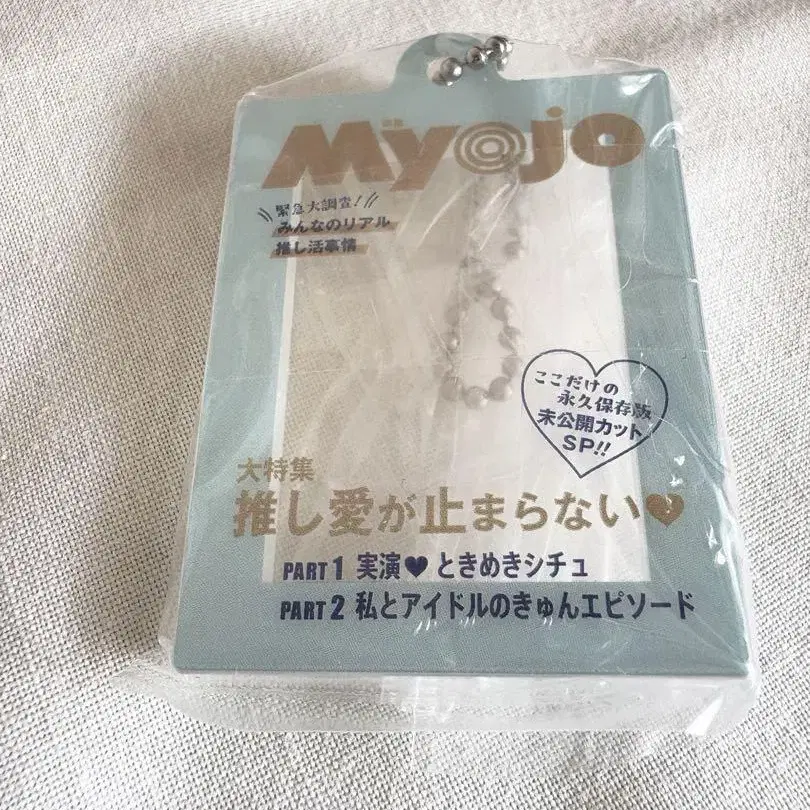 Myojo
緊急大調査!
みんなのリアル
推し活事情
ここだけの
永久保存版
未公開カット
SP!!
大特集
推し愛が止まらない♥
PART 1 実演♥ときめきシチュ
PART 2 私とアイドルのきゅんエピソード